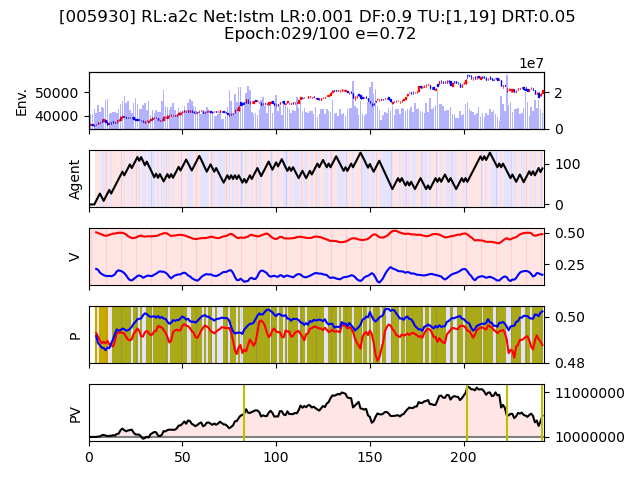 [005930] RL:a2c Net:lstm LR:0.001 DF:0.9 TU:[1,19] DRT:0.05
Epoch:029/100 e=0.72
1e7
Env.
50000
40000
2
0
Agent
100
0
V
0.50
0.25
P
0.50
0.48
PV
11000000
10000000
0 50 100 150 200